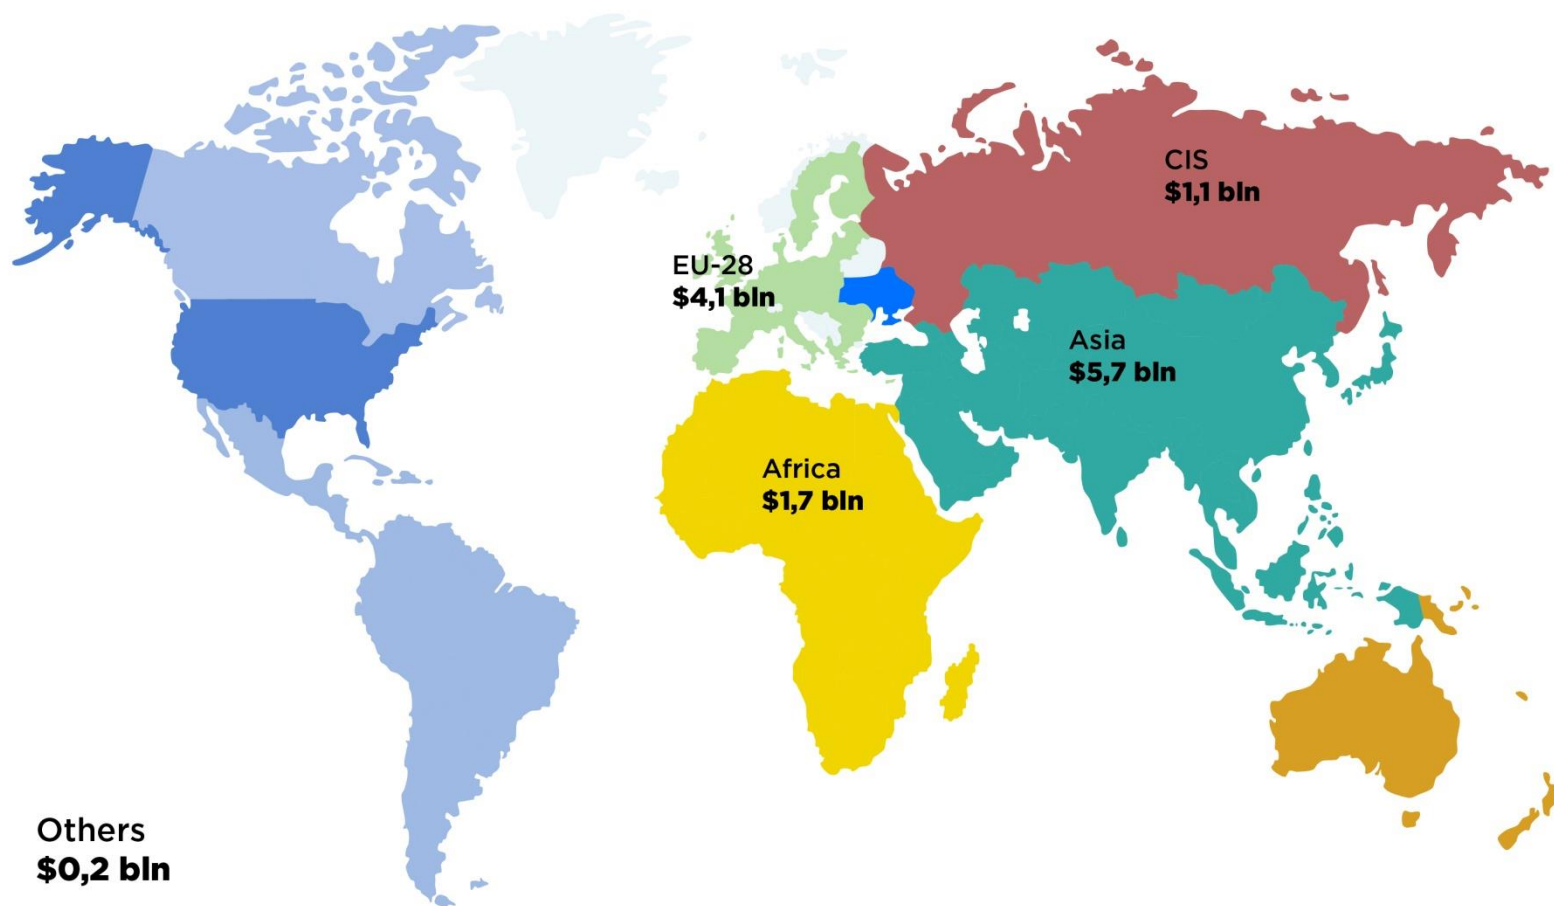 CIS
$1,1 bln
EU-28
$4,1 bln
Asia
$5,7 bln
Africa
$1,7 bln
Others
$0,2 bln